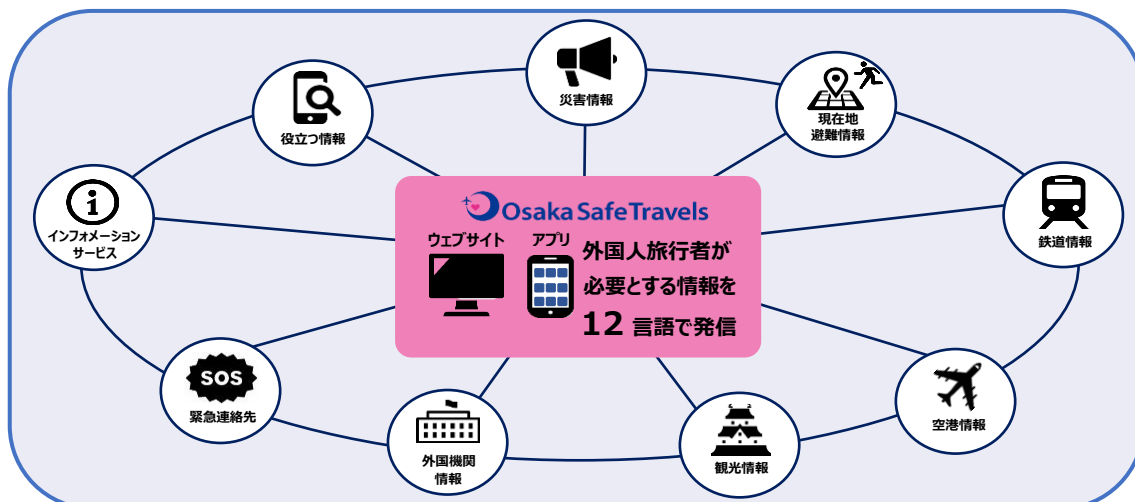 災害情報
役立つ情報
現在地
避難情報
インフォメーション
サービス
鉄道情報
Osaka Safe Travels
ウェブサイト
アプリ
外国人旅行者が
必要とする情報を
12 言語で発信
SOS
緊急連絡先
外国機関
情報
観光情報
空港情報